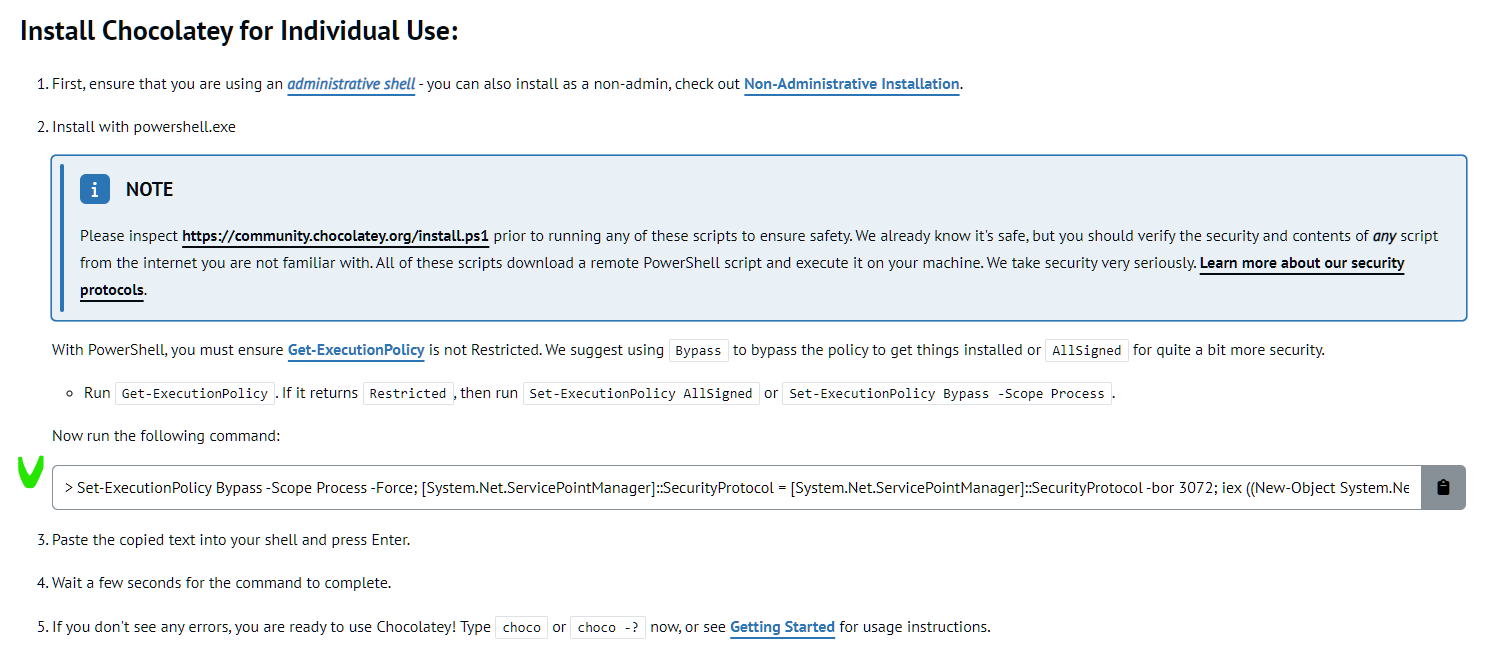 Install Chocolatey for Individual Use:
1. First, ensure that you are using an administrative shell - you can also install as a non-admin, check out Non-Administrative Installation.
2. Install with powershell.exe
i NOTE
Please inspect https://community.chocolatey.org/install.ps1 prior to running any of these scripts to ensure safety. We already know it's safe, but you should verify the security and contents of any script
from the internet you are not familiar with. All of these scripts download a remote PowerShell script and execute it on your machine. We take security very seriously. Learn more about our security
protocols.
With PowerShell, you must ensure Get-ExecutionPolicy is not Restricted. We suggest using Bypass to bypass the policy to get things installed or AllSigned for quite a bit more security.
Run Get-ExecutionPolicy. If it returns Restricted, then run Set-ExecutionPolicy AllSigned or Set-ExecutionPolicy Bypass -Scope Process.
Now run the following command:
> Set-ExecutionPolicy Bypass -Scope Process -Force; [System.Net.ServicePointManager]::SecurityProtocol = [System.Net.ServicePointManager]::SecurityProtocol -bor 3072; iex ((New-Object System.Ne
3. Paste the copied text into your shell and press Enter.
4. Wait a few seconds for the command to complete.
5. If you don't see any errors, you are ready to use Chocolatey! Type choco or choco -? now, or see Getting Started for usage instructions.